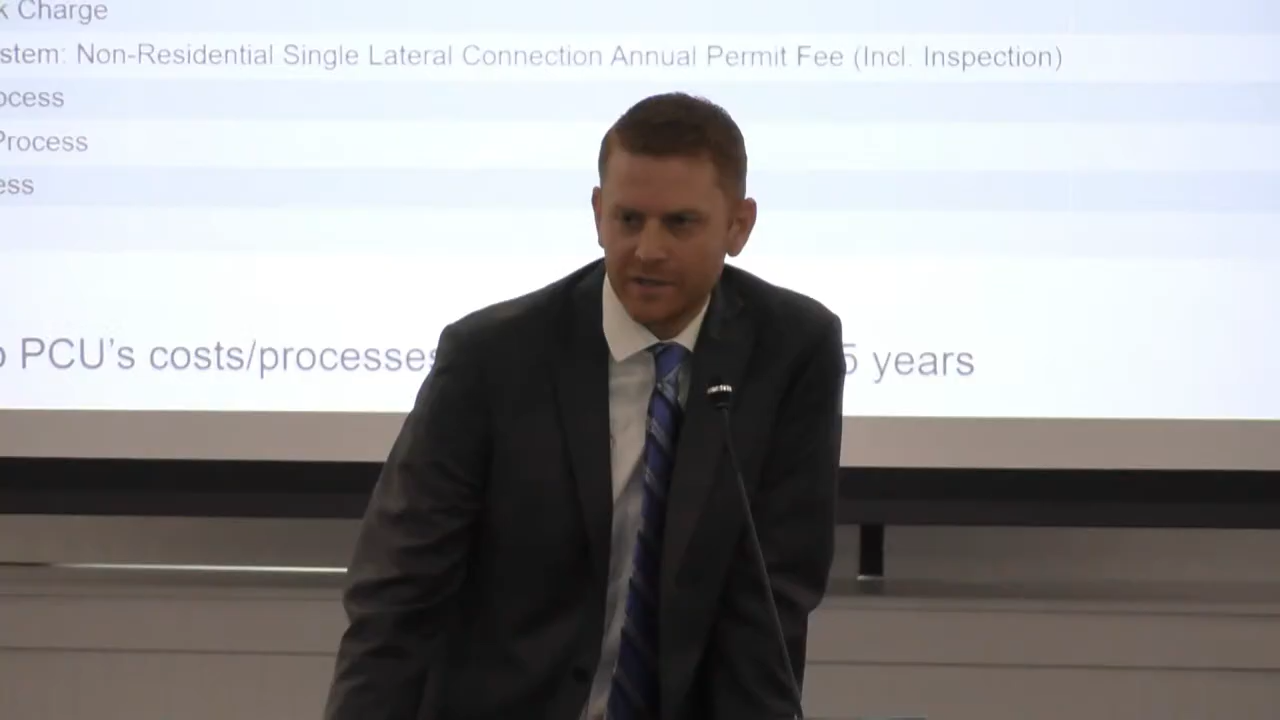 k Charge
stem: Non-Residential Single Lateral Connection Annual Permit Fee (Incl. Inspection)
ocess
Process
ess
o PCU's costs/processes 5 years